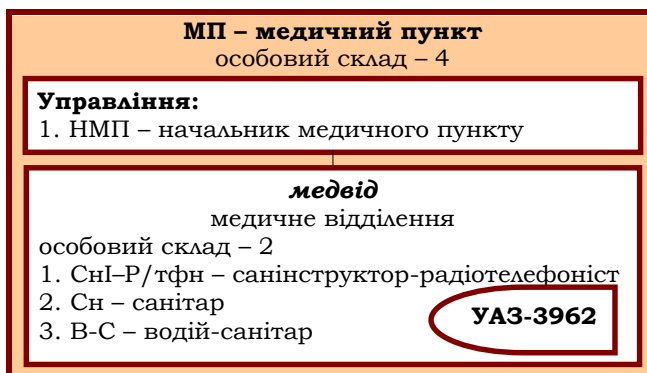 МП – медичний пункт
особовий склад – 4
Управління:
1. НМП – начальник медичного пункту
медвід
медичне відділення
особовий склад – 2
1. СнІ–Р/тфн – санінструктор-радіотелефоніст
2. Сн – санітар
3. В-С – водій-санітар
УАЗ-3962